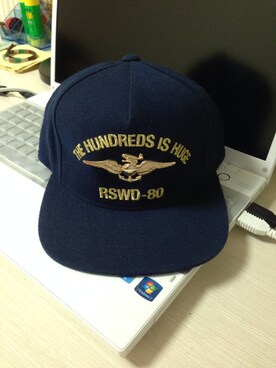 THE HUNDREDS IS HUGE
RSWD-80